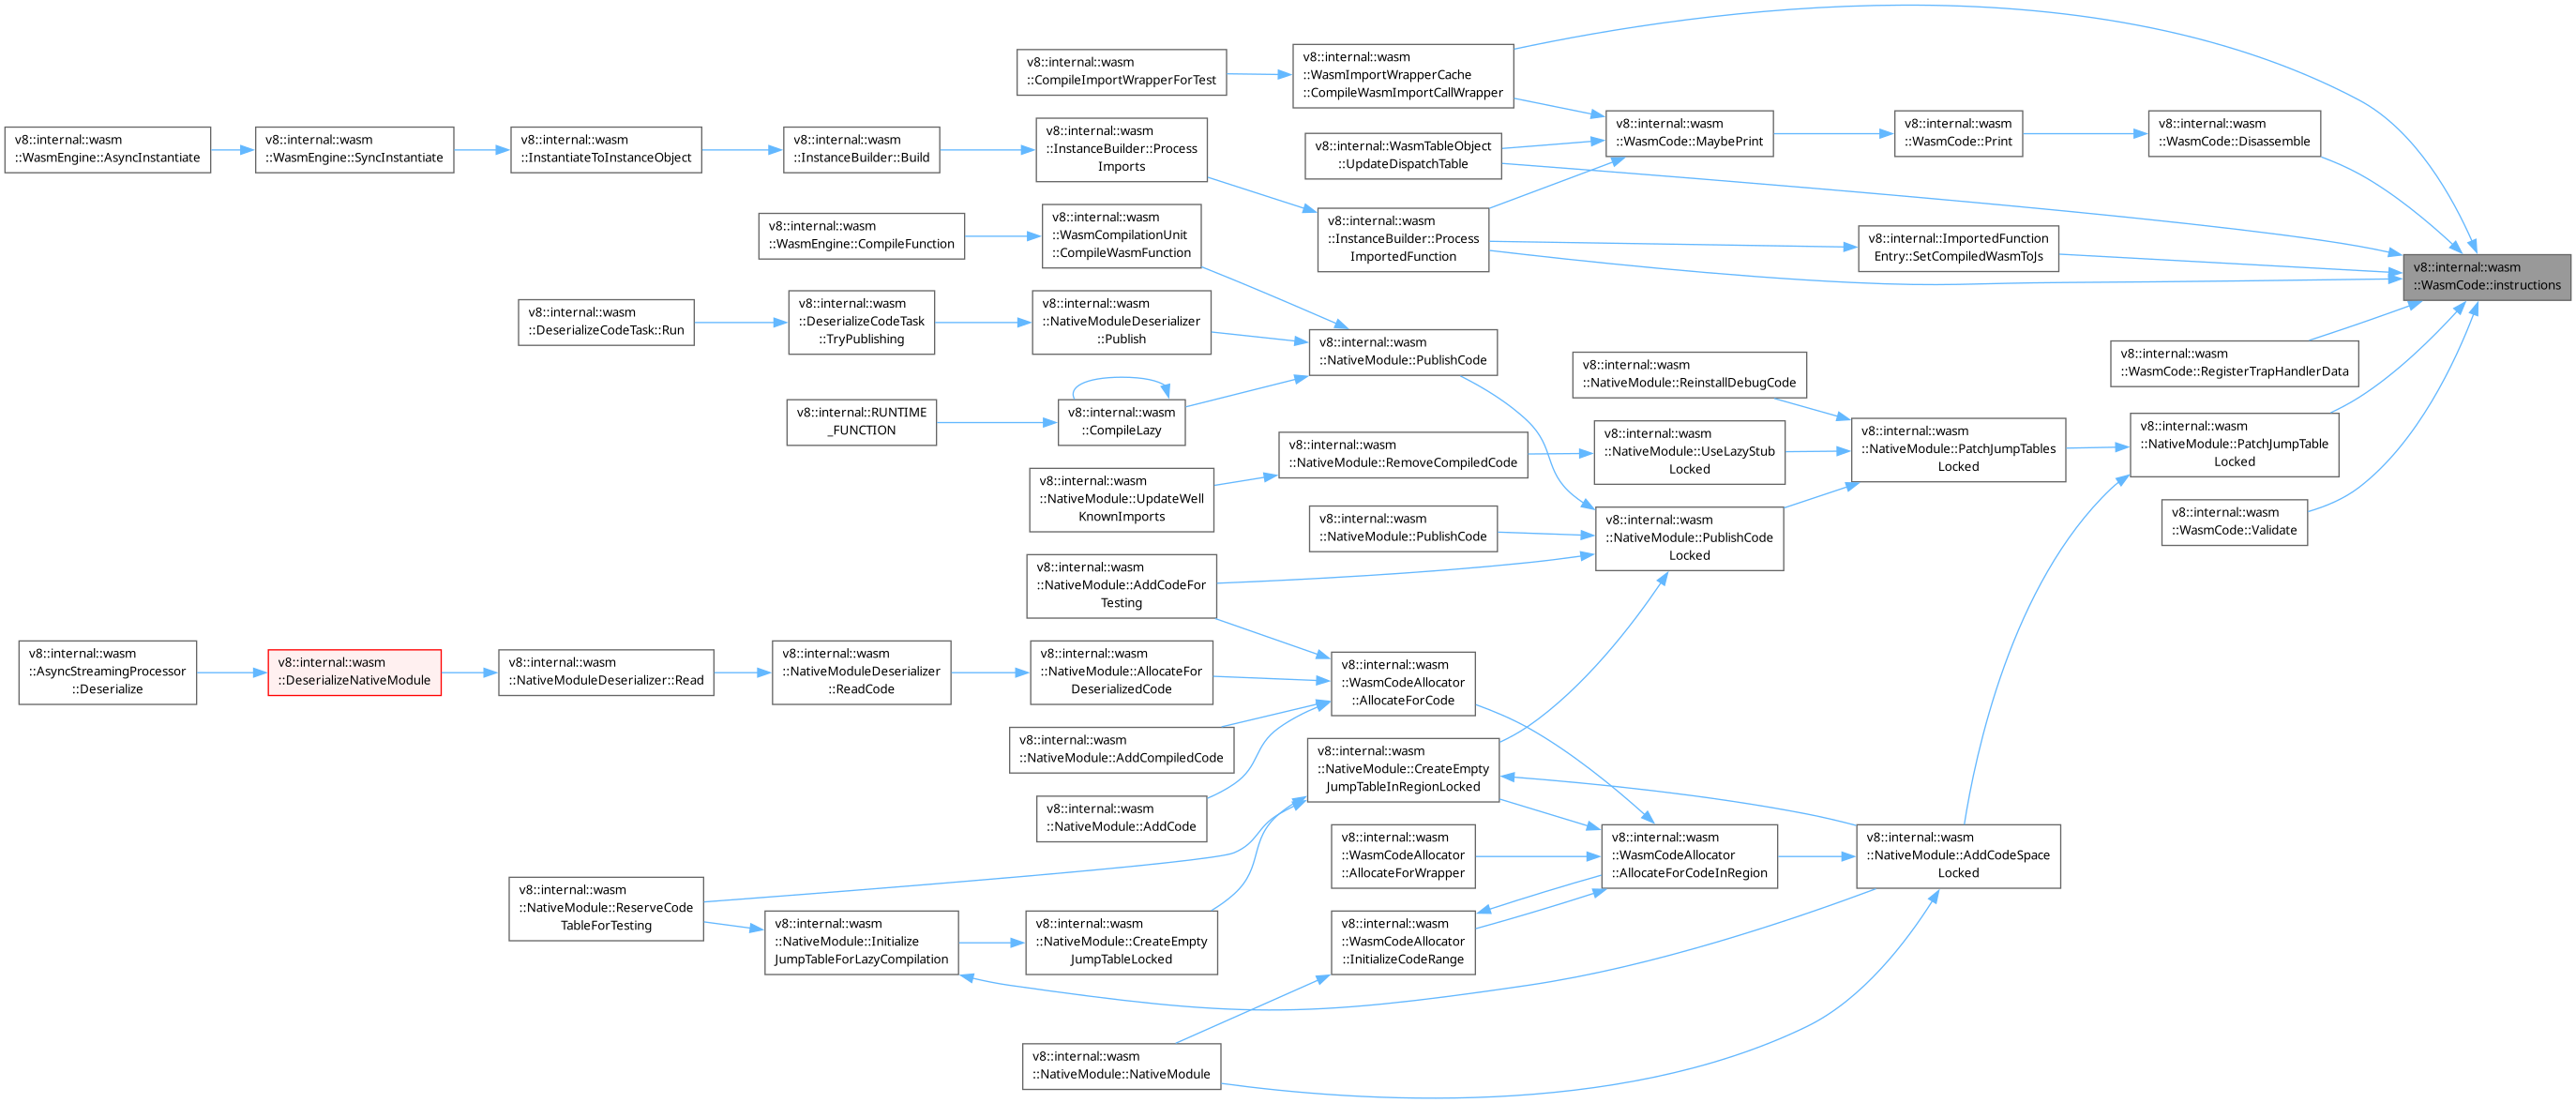 v8::internal::wasm
::CompileImportWrapperForTest
v8::internal::wasm
::WasmImportWrapperCache
::CompileWasmImportCallWrapper
v8::internal::wasm
::WasmEngine::AsyncInstantiate
v8::internal::wasm
::WasmEngine::SyncInstantiate
v8::internal::wasm
::InstantiateToInstanceObject
v8::internal::wasm
::InstanceBuilder::Build
v8::internal::wasm
::InstanceBuilder::Process
Imports
v8::internal::WasmTableObject
::UpdateDispatchTable
v8::internal::wasm
::WasmCode::MaybePrint
v8::internal::wasm
::WasmCode::Print
v8::internal::wasm
::WasmCode::Disassemble
v8::internal::wasm
::WasmEngine::CompileFunction
v8::internal::wasm
::WasmCompilationUnit
::CompileWasmFunction
v8::internal::wasm
::InstanceBuilder::Process
ImportedFunction
v8::internal::ImportedFunction
Entry::SetCompiledWasmToJs
v8::internal::wasm
::WasmCode::instructions
v8::internal::wasm
::DeserializeCodeTask::Run
v8::internal::wasm
::DeserializeCodeTask
::TryPublishing
v8::internal::wasm
::NativeModuleDeserializer
::Publish
v8::internal::wasm
::NativeModule::PublishCode
v8::internal::wasm
::WasmCode::RegisterTrapHandlerData
v8::internal::wasm
::NativeModule::ReinstallDebugCode
v8::internal::RUNTIME
_FUNCTION
v8::internal::wasm
::CompileLazy
v8::internal::wasm
::NativeModule::RemoveCompiledCode
v8::internal::wasm
::NativeModule::UseLazyStub
Locked
v8::internal::wasm
::NativeModule::PatchJumpTables
Locked
v8::internal::wasm
::NativeModule::PatchJumpTable
Locked
v8::internal::wasm
::NativeModule::UpdateWell
KnownImports
v8::internal::wasm
::NativeModule::PublishCode
v8::internal::wasm
::NativeModule::PublishCode
Locked
v8::internal::wasm
::WasmCode::Validate
v8::internal::wasm
::NativeModule::AddCodeFor
Testing
v8::internal::wasm
::AsyncStreamingProcessor
::Deserialize
v8::internal::wasm
::DeserializeNativeModule
v8::internal::wasm
::NativeModuleDeserializer::Read
v8::internal::wasm
::NativeModuleDeserializer
::ReadCode
v8::internal::wasm
::NativeModule::AllocateFor
DeserializedCode
v8::internal::wasm
::WasmCodeAllocator
::AllocateForCode
v8::internal::wasm
::NativeModule::AddCompiledCode
v8::internal::wasm
::NativeModule::CreateEmpty
JumpTableInRegionLocked
v8::internal::wasm
::NativeModule::AddCode
v8::internal::wasm
::WasmCodeAllocator
::AllocateForWrapper
v8::internal::wasm
::WasmCodeAllocator
::AllocateForCodeInRegion
v8::internal::wasm
::NativeModule::AddCodeSpace
Locked
v8::internal::wasm
::NativeModule::ReserveCode
TableForTesting
v8::internal::wasm
::NativeModule::Initialize
JumpTableForLazyCompilation
v8::internal::wasm
::NativeModule::CreateEmpty
JumpTableLocked
v8::internal::wasm
::WasmCodeAllocator
::InitializeCodeRange
v8::internal::wasm
::NativeModule::NativeModule